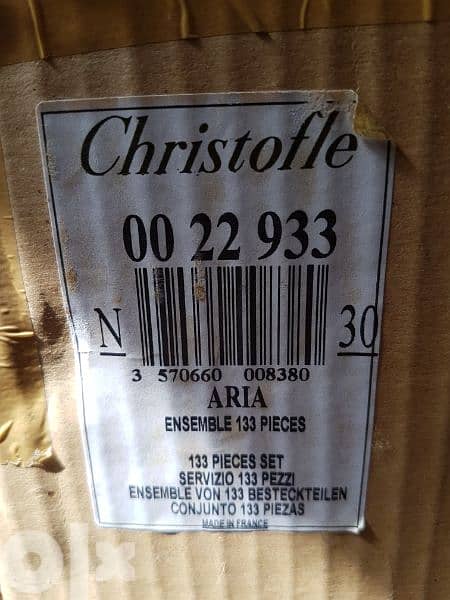 Christofle
00 22 933
N 30
3 570660 008380
ARIA
ENSEMBLE 133 PIECES
133 PIECES SET
SERVIZIO 133 PEZZI
ENSEMBLE VON 133 BESTECKTEILEN
CONJUNTO 133 PIEZAS
MADE IN FRANCE
olx